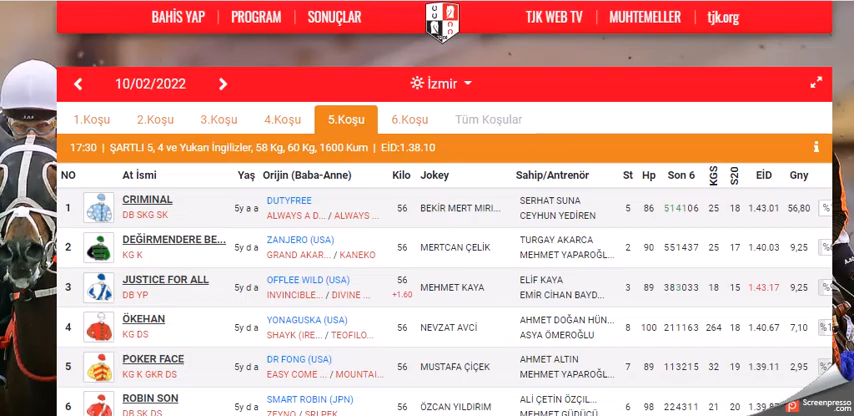 BAHİS YAP | PROGRAM | SONUÇLAR TJK WEB TV | MUHTEMELLER | tjk.org
10/02/2022 İzmir
1.Koşu 2.Koşu 3.Koşu 4.Koşu 5.Koşu 6.Koşu Tüm Koşular
17:30 | ŞARTLI 5, 4 ve Yukarı İngilizler, 58 Kg, 60 Kg, 1600 Kum | EİD:1.38.10
NO At İsmi Yaş Orijin (Baba-Anne) Kilo Jokey Sahip/Antrenör St Hp Son 6 KGS S20 EİD Gny
1 CRIMINAL 5y a a DUTYFREE 56 BEKİR MERT MIRI... SERHAT SUNA 5 86 514106 25 18 1.43.01 56,80
DB SKG SK ALWAYS A D... / ALWAYS ... CEYHUN YEDİREN
2 DEĞİRMENDERE BE... 5y d a ZANJERO (USA) 56 MERTCAN ÇELİK TURGAY AKARCA 2 90 551437 25 17 1.40.03 9,25
KG K GRAND AKAR... / KANEKO MEHMET YAPAROĞL...
3 JUSTICE FOR ALL 5y d a OFFLEE WILD (USA) 56 MEHMET KAYA ELİF KAYA 3 89 383033 18 15 1.43.17 9,25
DB YP INVINCIBLE... / DIVINE ... +1.60 EMİR CİHAN BAYD...
4 ÖKEHAN 5y d a YONAGUSKA (USA) 56 NEVZAT AVCİ AHMET DOĞAN HÜN... 8 100 211163 264 18 1.40.67 7,10
KG DS SHAYK (IRE... / TEOFILO... ASYA ÖMEROĞLU
5 POKER FACE 5y d a DR FONG (USA) 56 MUSTAFA ÇİÇEK AHMET ALTIN 7 89 113215 32 19 1.39.11 2,95
KG K GKR DS EASY COME ... / MOUNTAI... MEHMET YAPAROĞL...
6 ROBIN SON 5y d a SMART ROBIN (JPN) 56 ÖZCAN YILDIRIM ALİ ÇETİN ÖZÇIL... 6 98 224311 21 20
DB SK DS ZEYNO / SRI PEK
Screenpresso
.com